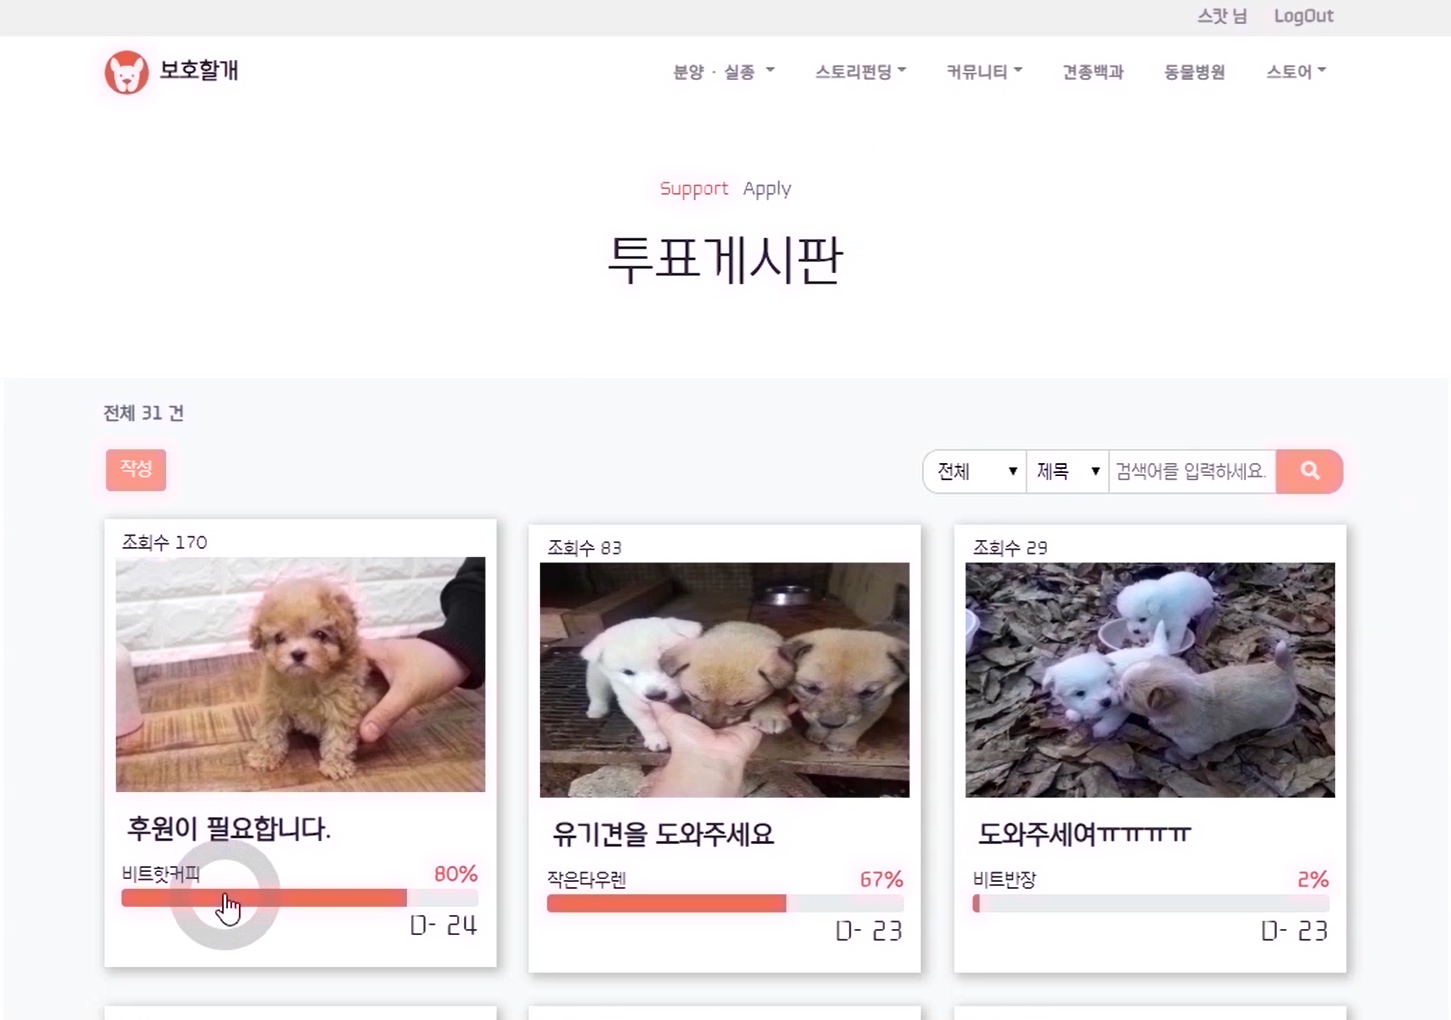 스캇 님 LogOut
보호할개
분양 · 실종 스토리펀딩 커뮤니티 견종백과 동물병원 스토어
Support Apply
투표게시판
전체 31 건
작성
전체 제목 검색어를 입력하세요.
조회수 170
후원이 필요합니다.
비트핫커피 80%
D- 24
조회수 83
유기견을 도와주세요
작은타우렌 67%
D- 23
조회수 29
도와주세여ㅠㅠㅠㅠ
비트반장 2%
D- 23